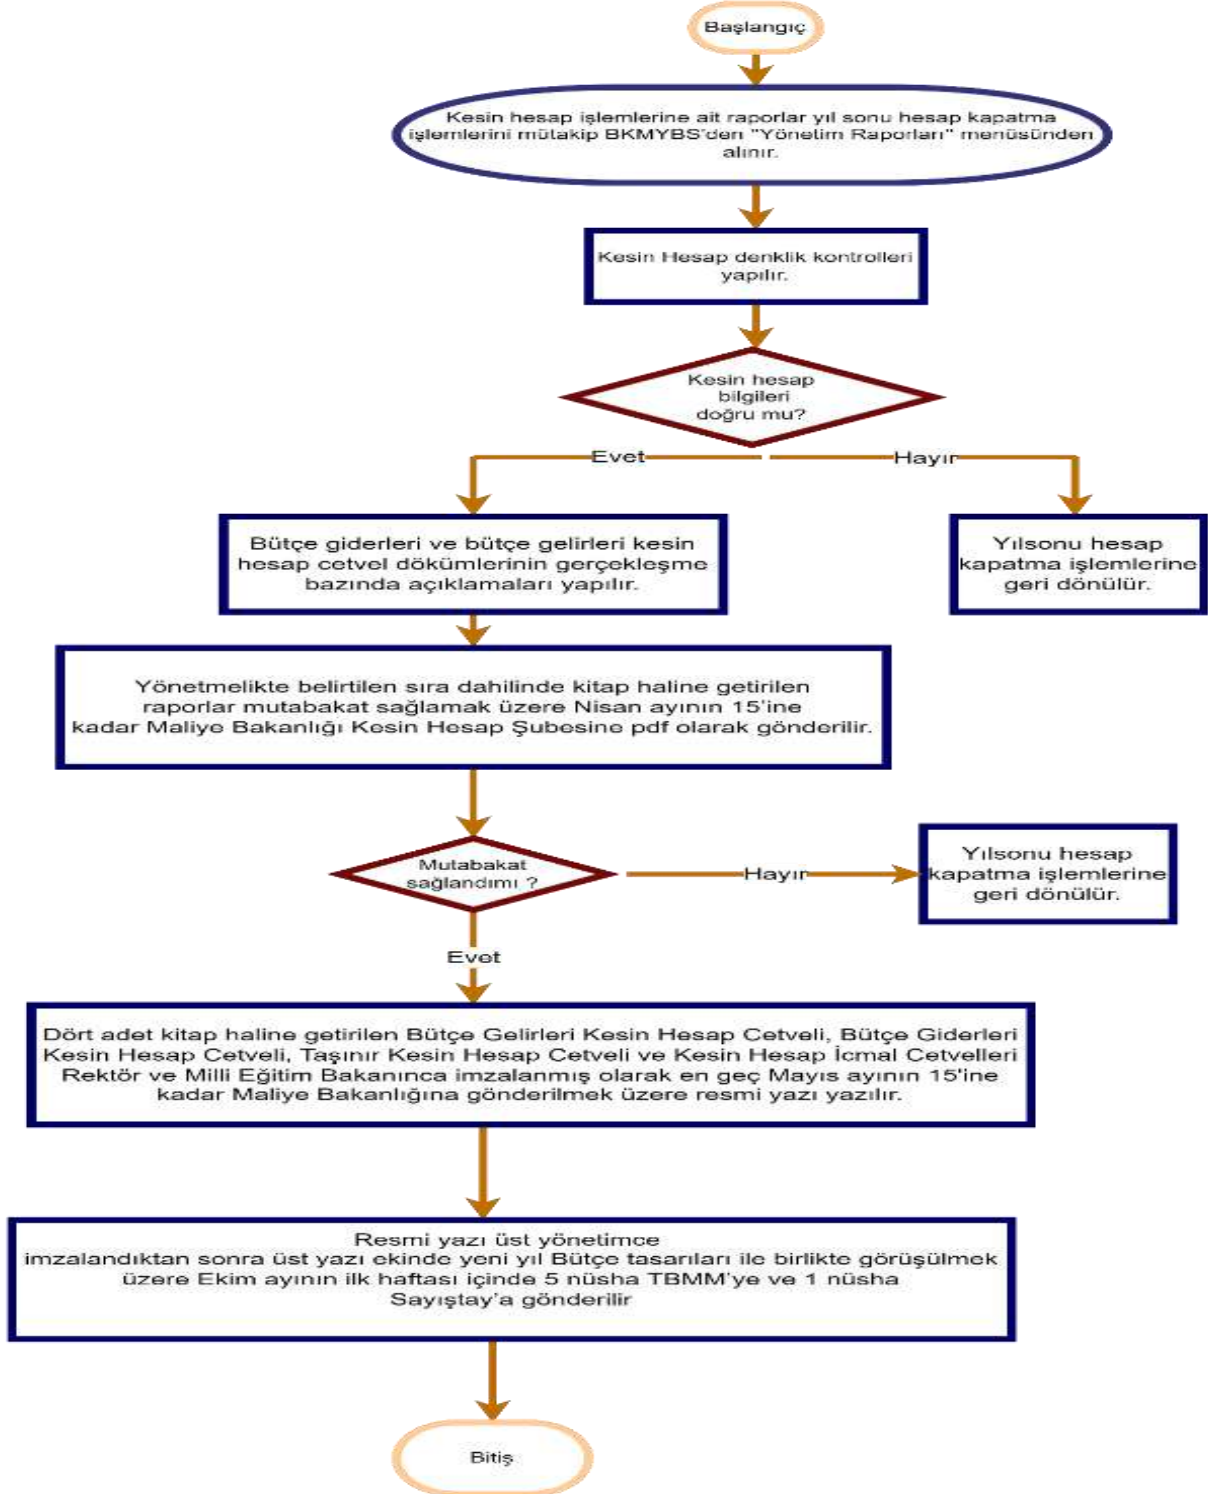 Başlangıç
Kesin hesap işlemlerine ait raporlar yıl sonu hesap kapatma
işlemlerini mütakip BKMYBS'den "Yönetim Raporları" menüsünden
alınır.
Kesin Hesap denklik kontrolleri
yapılır.
Kesin hesap
bilgileri
doğru mu?
Evet
Hayır
Bütçe giderleri ve bütçe gelirleri kesin
hesap cetvel dökümlerinin gerçekleşme
bazında açıklamaları yapılır.
Yılsonu hesap
kapatma işlemlerine
geri dönülür.
Yönetmelikte belirtilen sıra dahilinde kitap haline getirilen
raporlar mutabakat sağlamak üzere Nisan ayının 15'ine
kadar Maliye Bakanlığı Kesin Hesap Şubesine pdf olarak gönderilir.
Mutabakat
sağlandımı ?
Hayır
Yılsonu hesap
kapatma işlemlerine
geri dönülür.
Evet
Dört adet kitap haline getirilen Bütçe Gelirleri Kesin Hesap Cetveli, Bütçe Giderleri
Kesin Hesap Cetveli, Taşınır Kesin Hesap Cetveli ve Kesin Hesap İcmal Cetvelleri
Rektör ve Milli Eğitim Bakanınca imzalanmış olarak en geç Mayıs ayının 15'ine
kadar Maliye Bakanlığına gönderilmek üzere resmi yazı yazılır.
Resmi yazı üst yönetimce
imzalandıktan sonra üst yazı ekinde yeni yıl Bütçe tasarıları ile birlikte görüşülmek
üzere Ekim ayının ilk haftası içinde 5 nüsha TBMM'ye ve 1 nüsha
Sayıştay'a gönderilir
Bitiş